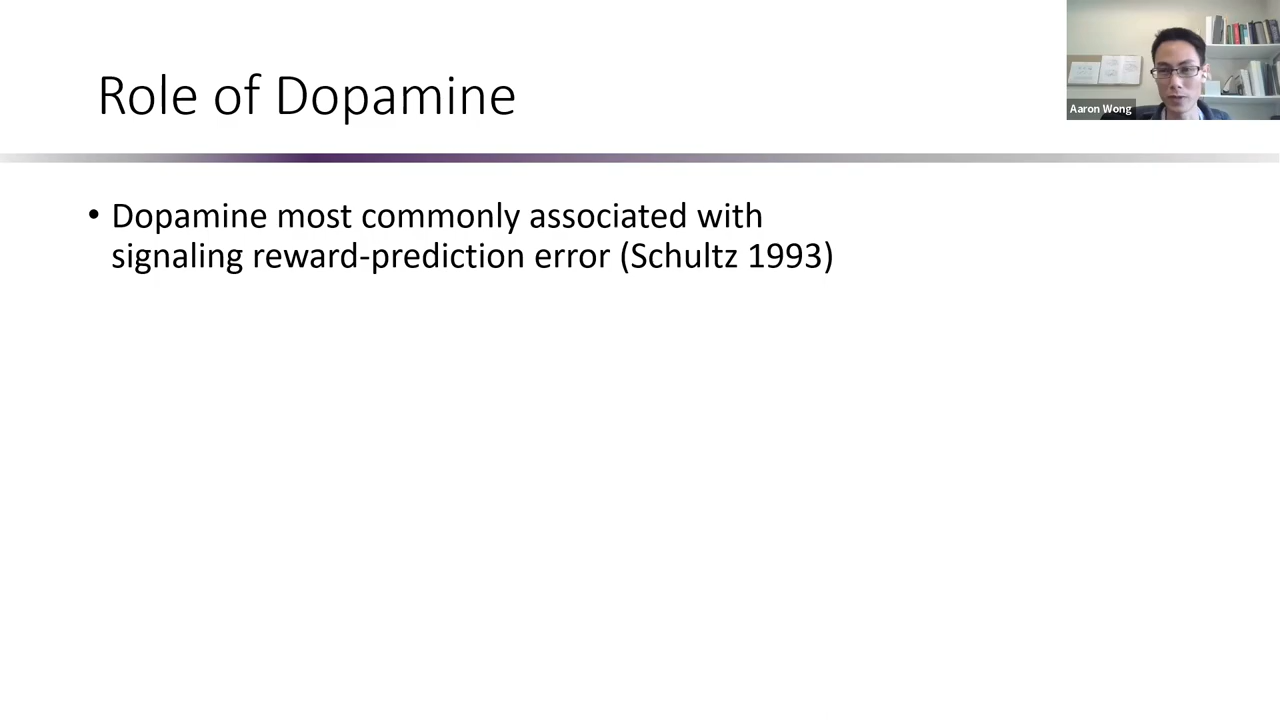 Role of Dopamine
Aaron Wong
• Dopamine most commonly associated with
signaling reward-prediction error (Schultz 1993)